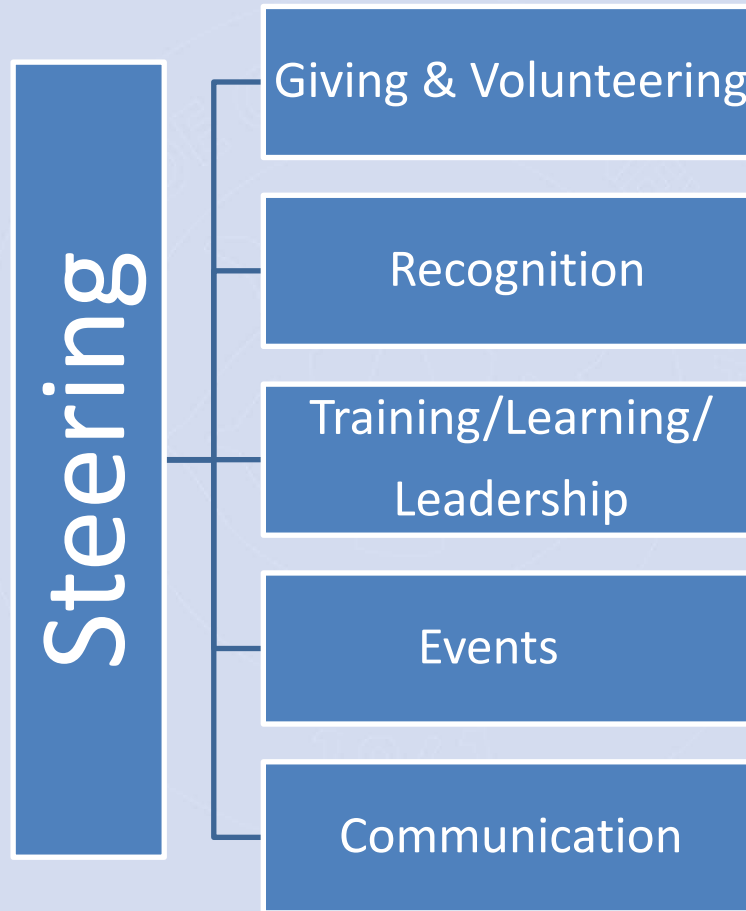 Steering
Giving & Volunteering
Recognition
Training/Learning/
Leadership
Events
Communication